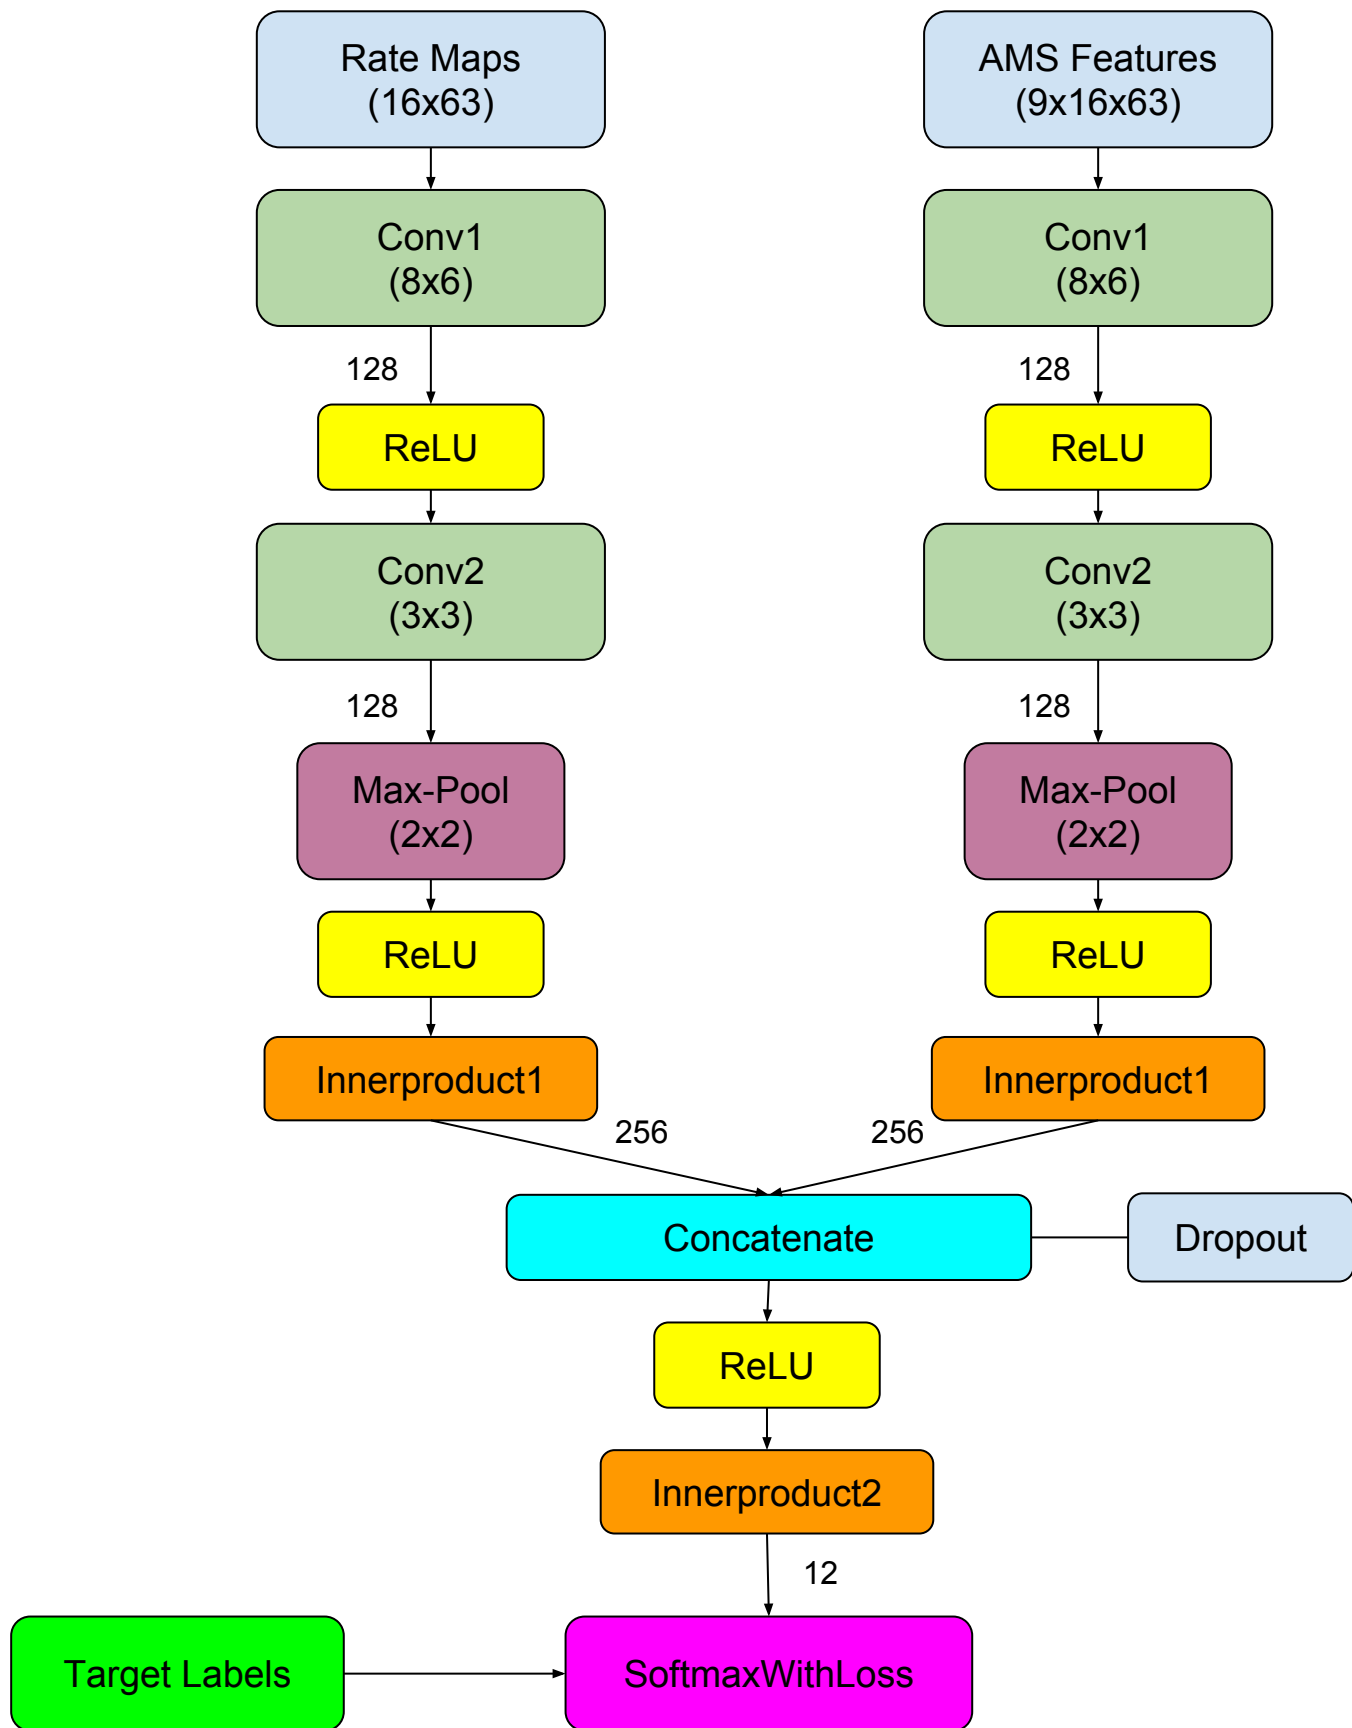 Rate Maps
(16x63)
AMS Features
(9x16x63)
Conv1
(8x6)
Conv1
(8x6)
128
128
ReLU
ReLU
Conv2
(3x3)
Conv2
(3x3)
128
128
Max-Pool
(2x2)
Max-Pool
(2x2)
ReLU
ReLU
Innerproduct1
Innerproduct1
256
256
Concatenate
Dropout
ReLU
Innerproduct2
12
Target Labels
SoftmaxWithLoss